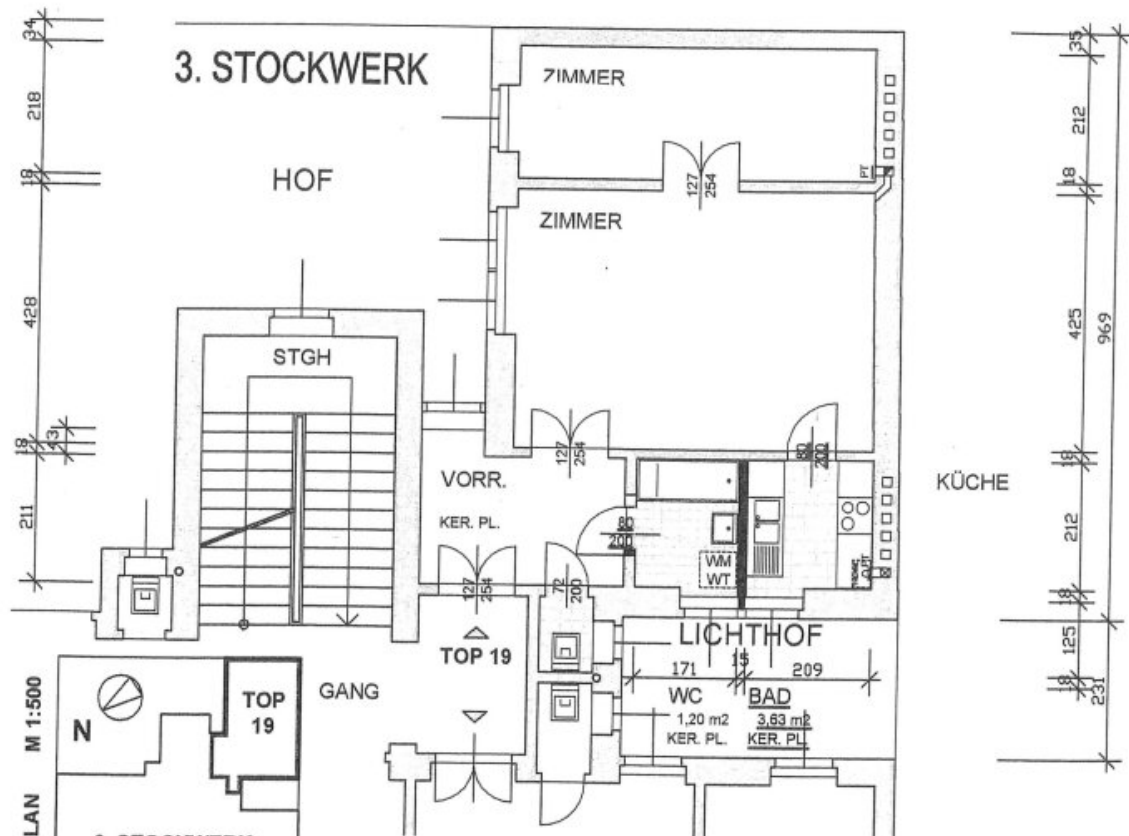 34
218
18
428
18
43
211
3. STOCKWERK
HOF
ZIMMER
127
254
PT
ZIMMER
STGH
127
254
80
200
VORR.
KER. PL.
80
200
WM
WT
127
254
72
200
KÜCHE
35
212
18
425
969
18
212
18
125
18
231
TOP 19
GANG
LICHTHOF
171
15
209
WC
1,20 m2
KER. PL.
BAD
3,63 m2
KER. PL.
M 1:500
LAN
N
TOP
19